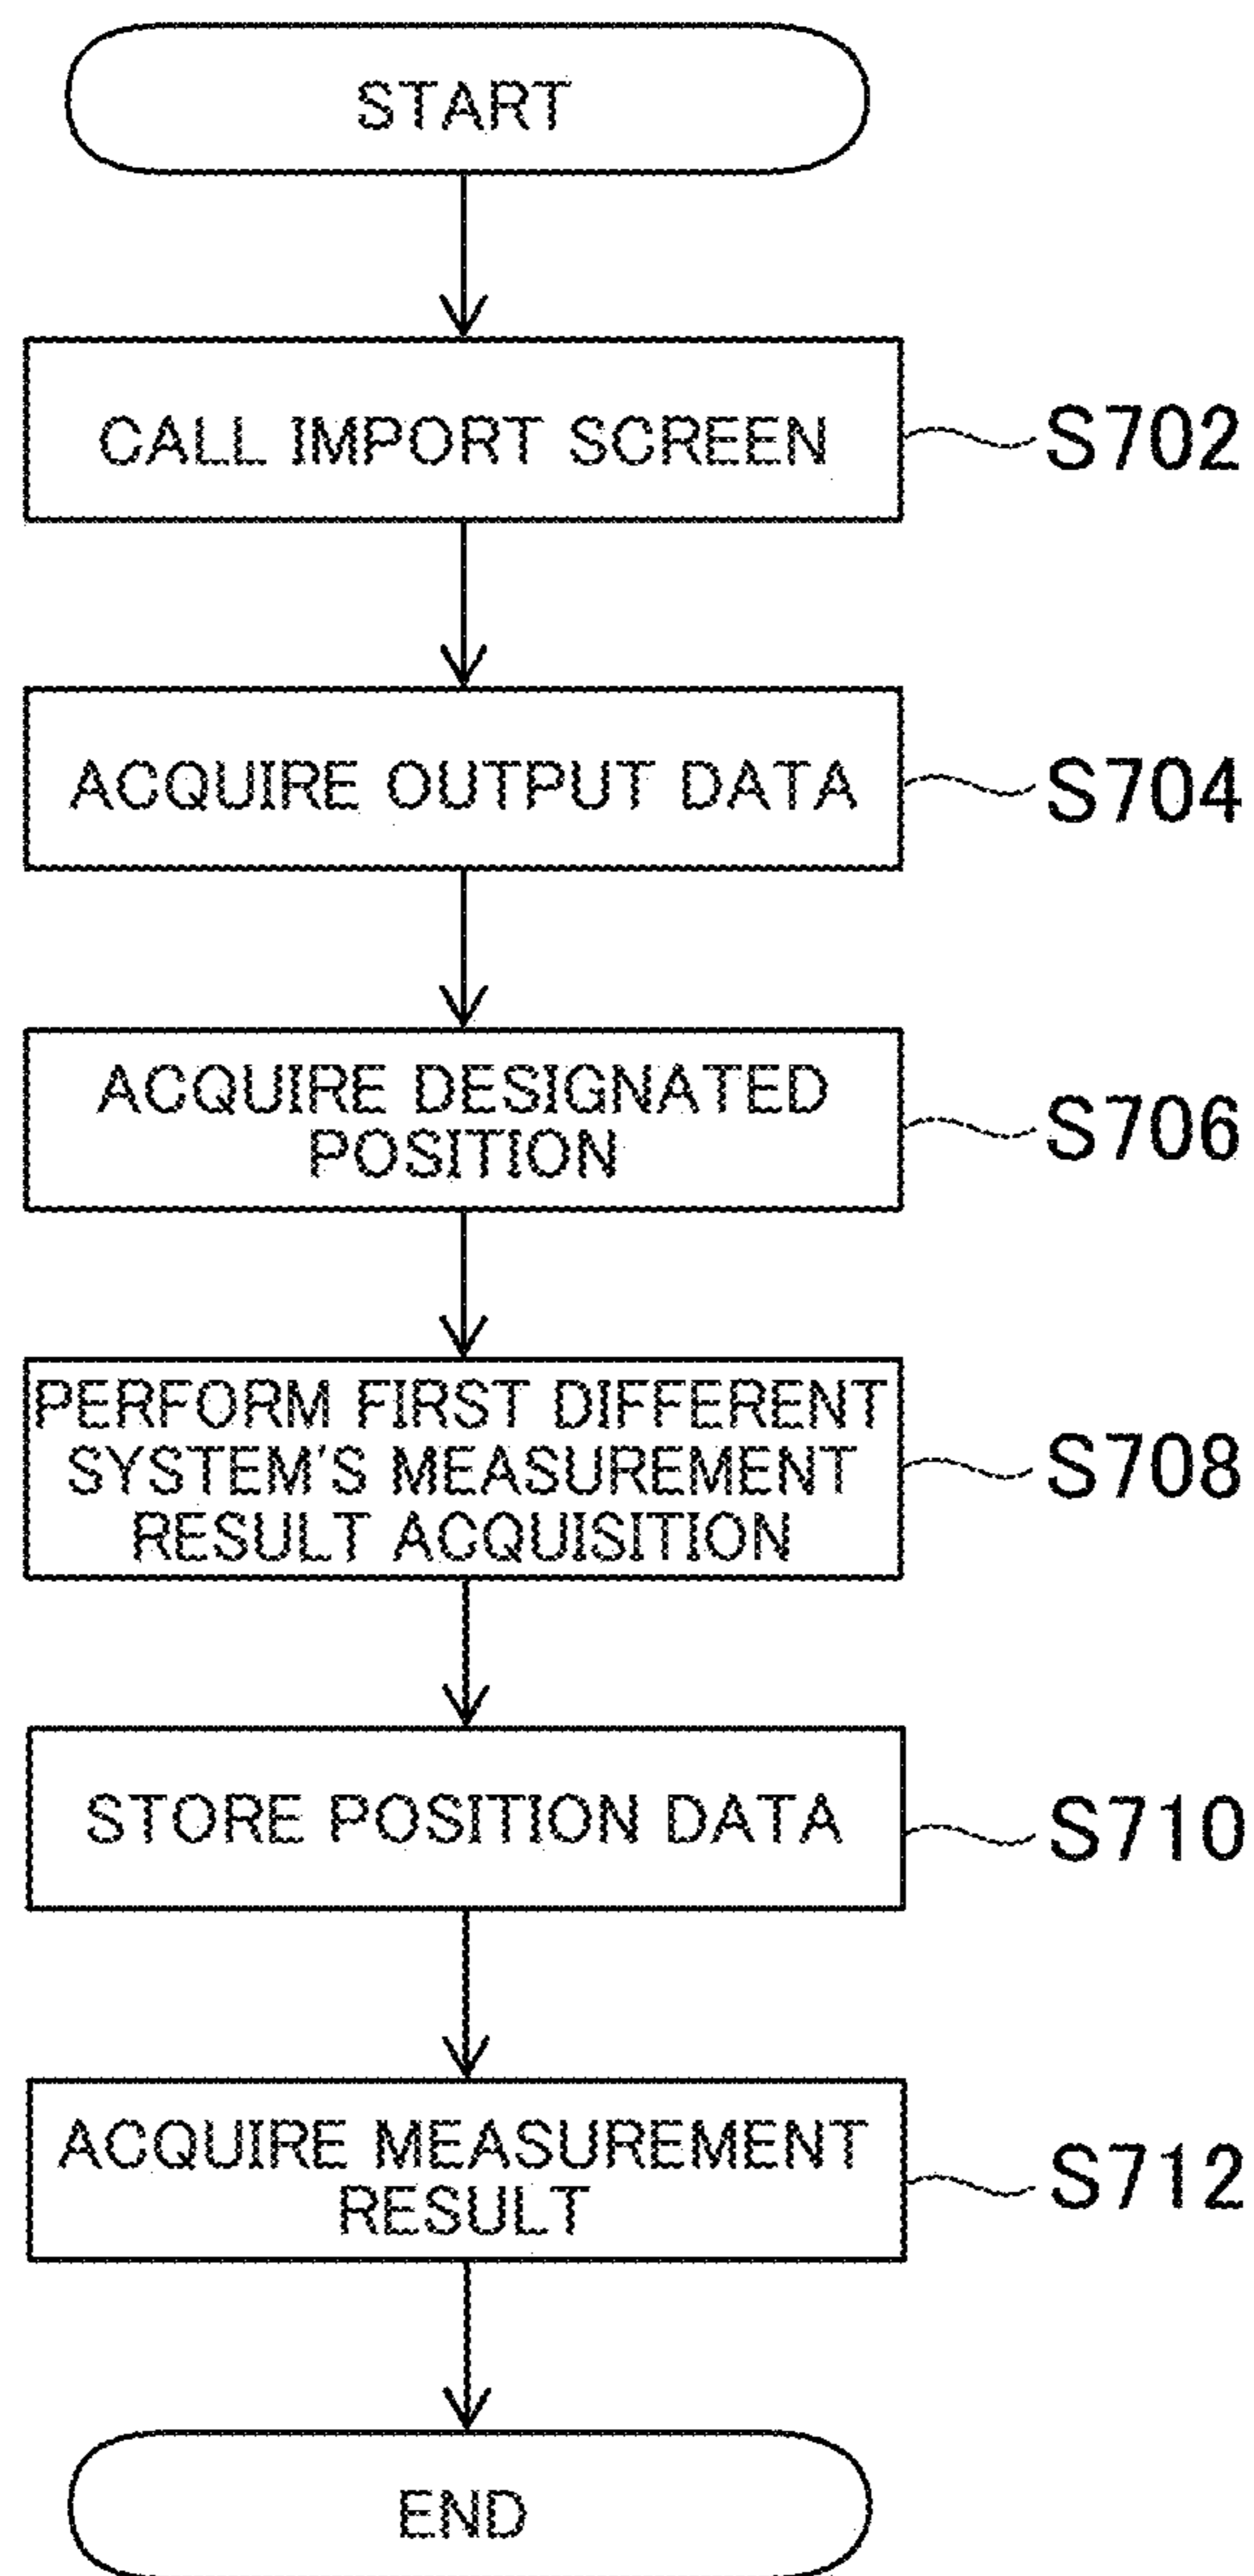 START
CALL IMPORT SCREEN
S702
ACQUIRE OUTPUT DATA
S704
ACQUIRE DESIGNATED
POSITION
S706
PERFORM FIRST DIFFERENT
SYSTEM'S MEASUREMENT
RESULT ACQUISITION
S708
STORE POSITION DATA
S710
ACQUIRE MEASUREMENT
RESULT
S712
END